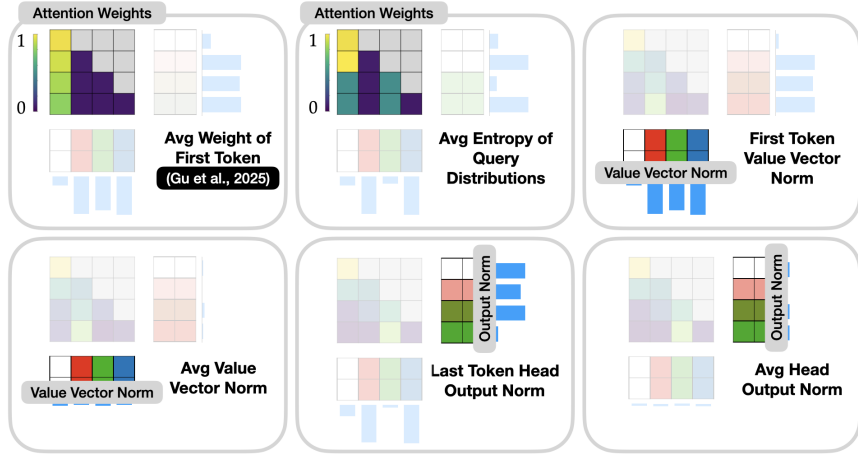 Attention Weights
1
0
Avg Weight of
First Token
(Gu et al., 2025)
Attention Weights
1
0
Avg Entropy of
Query
Distributions
Value Vector Norm
First Token
Value Vector
Norm
Value Vector Norm
Avg Value
Vector Norm
Output Norm
Last Token Head
Output Norm
Output Norm
Avg Head
Output Norm